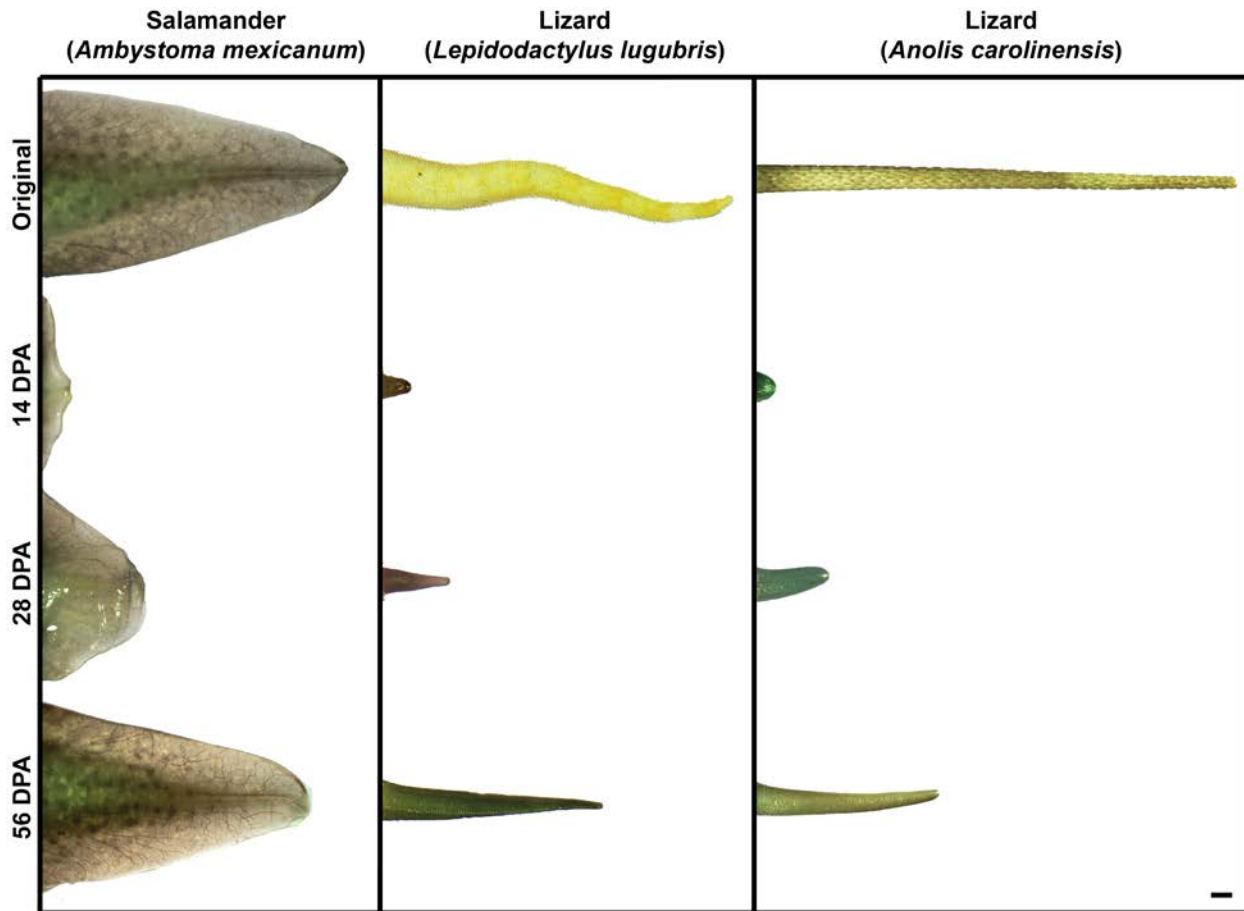 Salamander
(Ambystoma mexicanum)
Lizard
(Lepidodactylus lugubris)
Lizard
(Anolis carolinensis)
Original
14 DPA
28 DPA
56 DPA